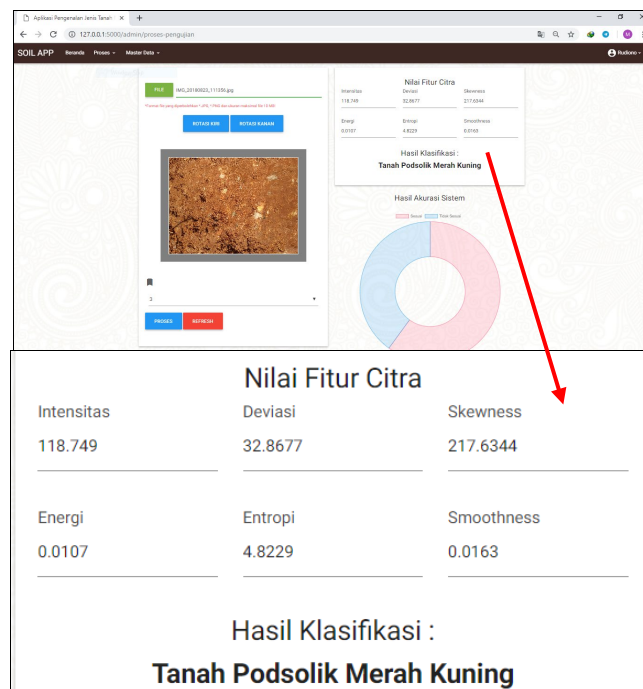 Aplikasi Pengenalan Jenis Tanah
127.0.0.1:5000/admin/proses-pengujian
SOIL APP Beranda Proses Master Data Rudiono
FILE IMG_20180820_111356.jpg
ROTASI KIRI ROTASI KANAN
3
PROSES REFRESH
Nilai Fitur Citra
Intensitas Deviasi Skewness
118.749 32.8677 217.6344
Energi Entropi Smoothness
0.0107 4.8229 0.0163
Hasil Klasifikasi :
Tanah Podsolik Merah Kuning
Hasil Akurasi Sistem
Sesuai Tidak Sesuai
Nilai Fitur Citra
Intensitas Deviasi Skewness
118.749 32.8677 217.6344
Energi Entropi Smoothness
0.0107 4.8229 0.0163
Hasil Klasifikasi :
Tanah Podsolik Merah Kuning